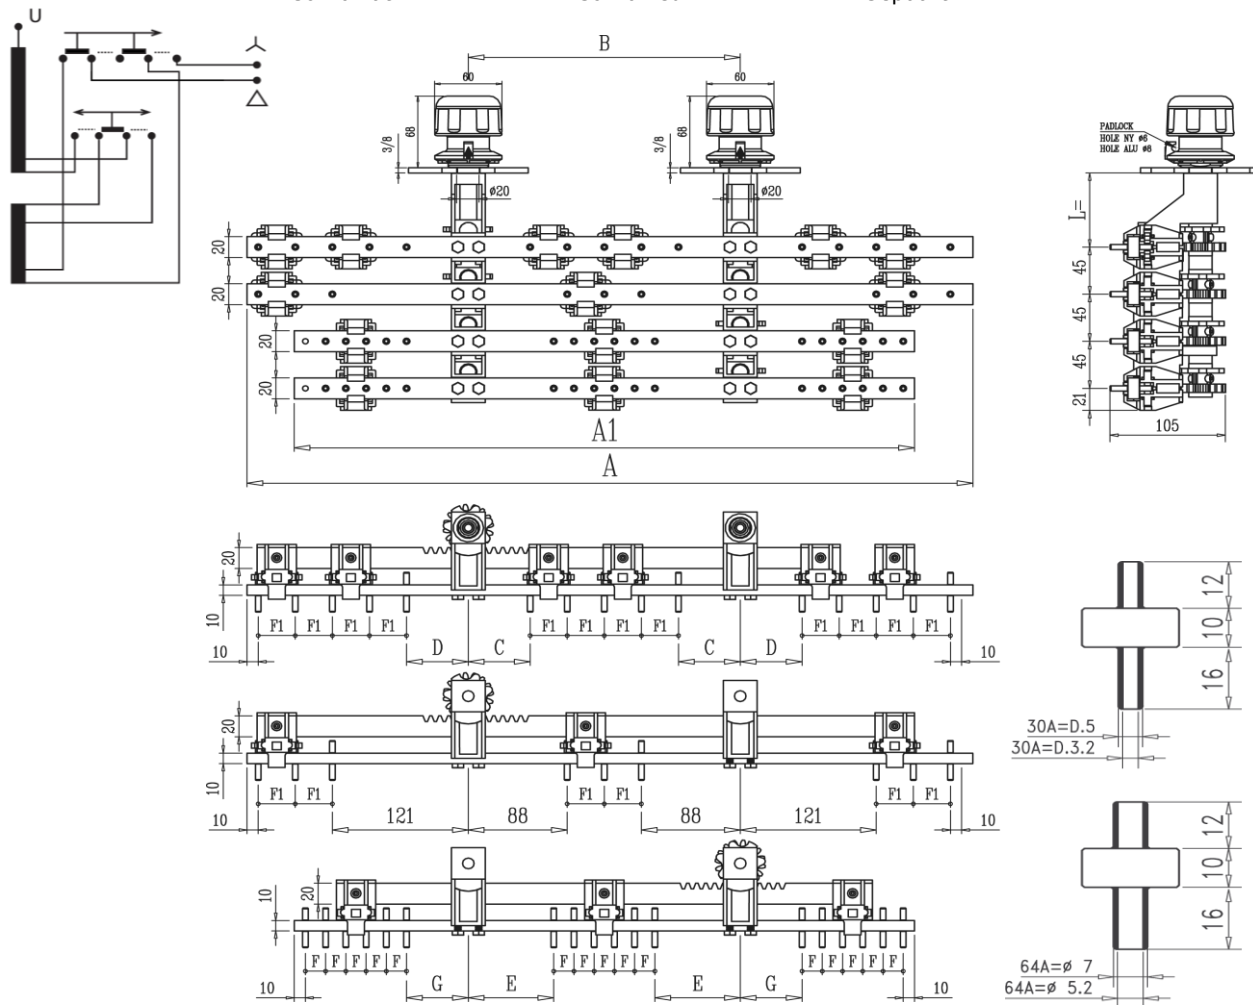 U
B
60
60
68
68
3/8
3/8
ø20
ø20
PADLOCK
HOLE NY ø6
HOLE ALU ø8
L=
20
20
20
20
45
45
45
21
105
A1
A
20
10
F1 F1 F1 F1 F1 F1 F1 F1 F1 F1 F1 F1
10 D C C D 10
20
10
F1 F1 F1 F1 F1 F1
10 121 88 88 121 10
10 20
F F F F F F F F F F F F F F F
10 G E E G 10
12
10
16
30A=D.5
30A=D.3.2
12
10
16
64A=ø 7
64A=ø 5.2